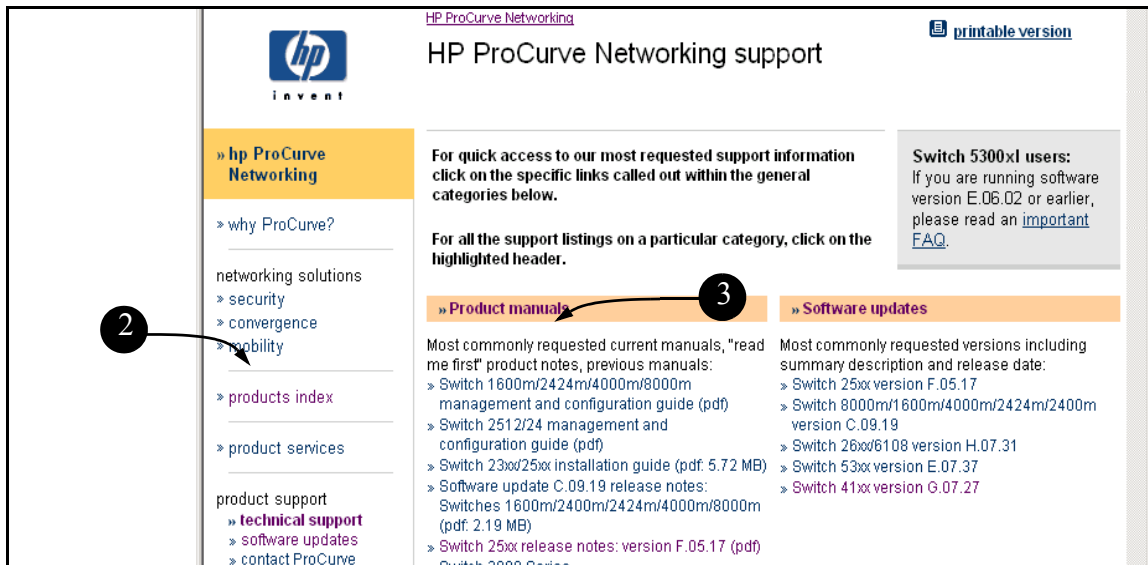 HP ProCurve Networking
HP ProCurve Networking support
printable version
hp
invent
» hp ProCurve
Networking
» why ProCurve?
networking solutions
» security
» convergence
» mobility
» products index
» product services
product support
» technical support
» software updates
» contact ProCurve
2
For quick access to our most requested support information
click on the specific links called out within the general
categories below.
For all the support listings on a particular category, click on the
highlighted header.
Switch 5300xl users:
If you are running software
version E.06.02 or earlier,
please read an important
FAQ.
» Product manuals
3
Most commonly requested current manuals, "read
me first" product notes, previous manuals:
» Switch 1600m/2424m/4000m/8000m
management and configuration guide (pdf)
» Switch 2512/24 management and
configuration guide (pdf)
» Switch 23xx/25xx installation guide (pdf: 5.72 MB)
» Software update C.09.19 release notes:
Switches 1600m/2400m/2424m/4000m/8000m
(pdf: 2.19 MB)
» Switch 25xx release notes: version F.05.17 (pdf)
» Software updates
Most commonly requested versions including
summary description and release date:
» Switch 25xx version F.05.17
» Switch 8000m/1600m/4000m/2424m/2400m
version C.09.19
» Switch 26xx/6108 version H.07.31
» Switch 53xx version E.07.37
» Switch 41xx version G.07.27